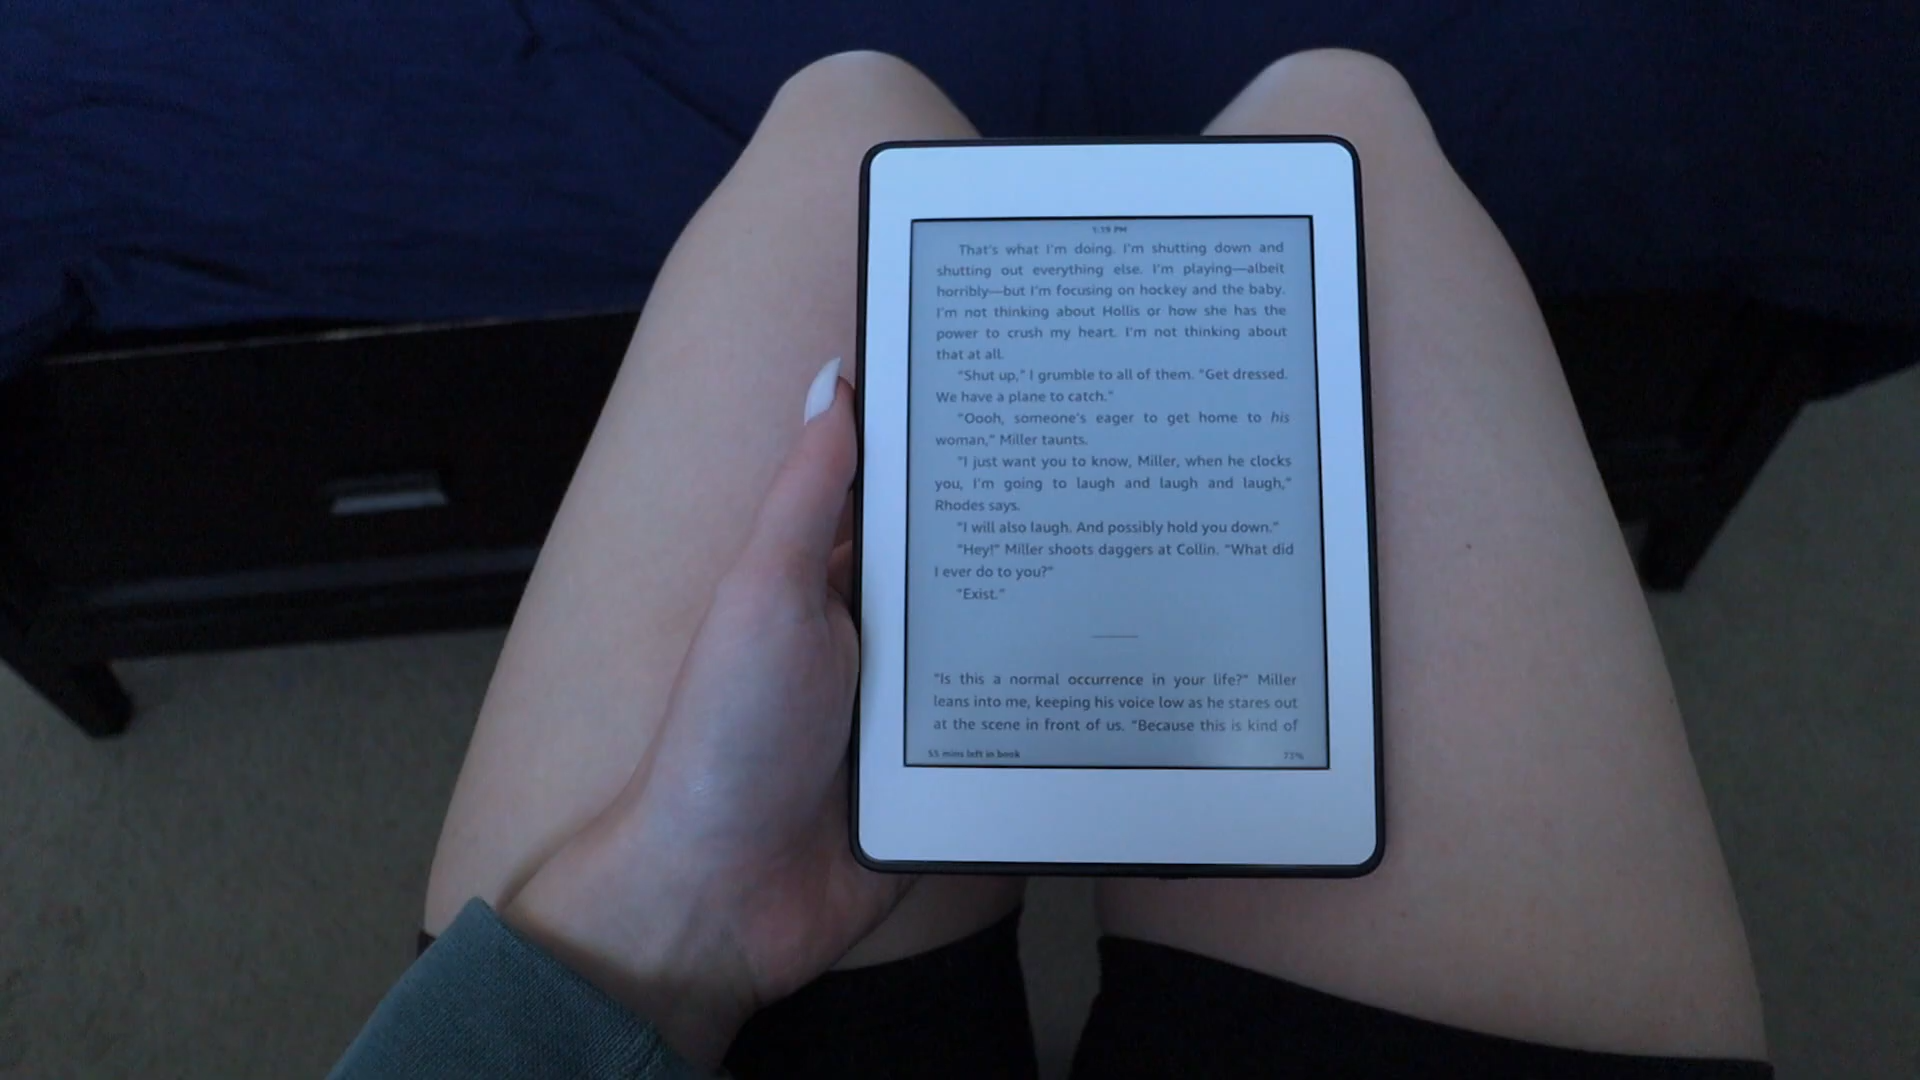 1:19 PM
That's what I'm doing. I'm shutting down and
shutting out everything else. I'm playing—albeit
horribly—but I'm focusing on hockey and the baby.
I'm not thinking about Hollis or how she has the
power to crush my heart. I'm not thinking about
that at all.
"Shut up," I grumble to all of them. "Get dressed.
We have a plane to catch."
"Oooh, someone's eager to get home to his
woman," Miller taunts.
"I just want you to know, Miller, when he clocks
you, I'm going to laugh and laugh and laugh,"
Rhodes says.
"I will also laugh. And possibly hold you down."
"Hey!" Miller shoots daggers at Collin. "What did
I ever do to you?"
"Exist."
"Is this a normal occurrence in your life?" Miller
leans into me, keeping his voice low as he stares out
at the scene in front of us. "Because this is kind of
mins left in book